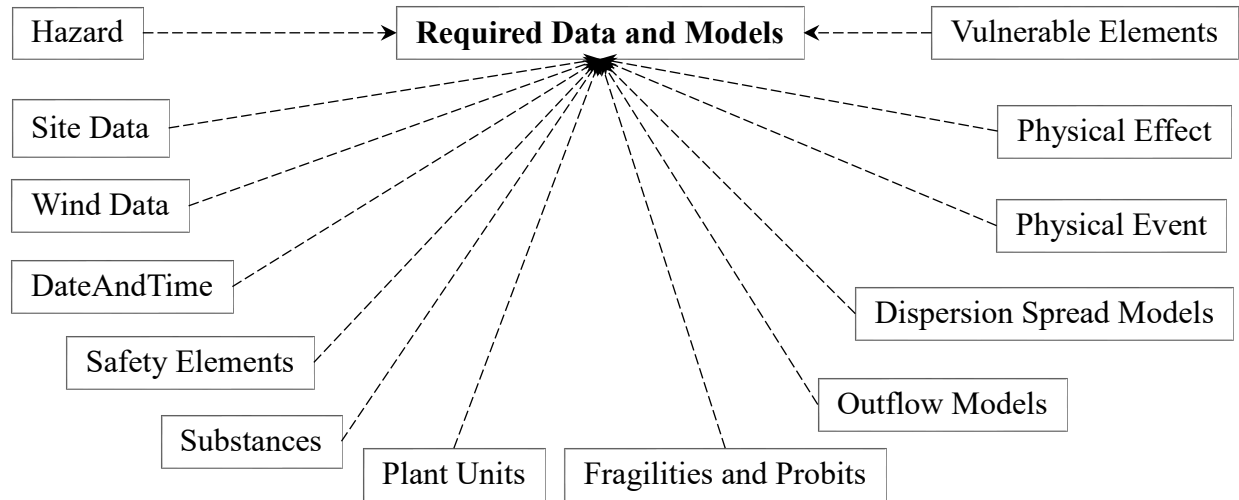 Hazard
Required Data and Models
Vulnerable Elements
Site Data
Physical Effect
Wind Data
Physical Event
DateAndTime
Dispersion Spread Models
Safety Elements
Outflow Models
Substances
Plant Units
Fragilities and Probits